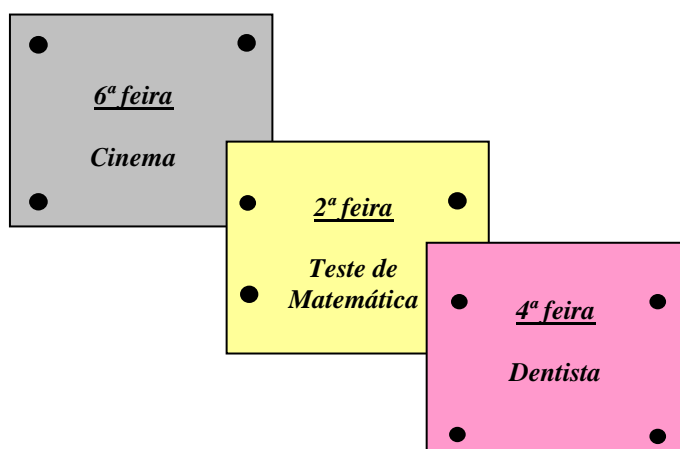 6ª feira
Cinema
2ª feira
Teste de
Matemática
4ª feira
Dentista